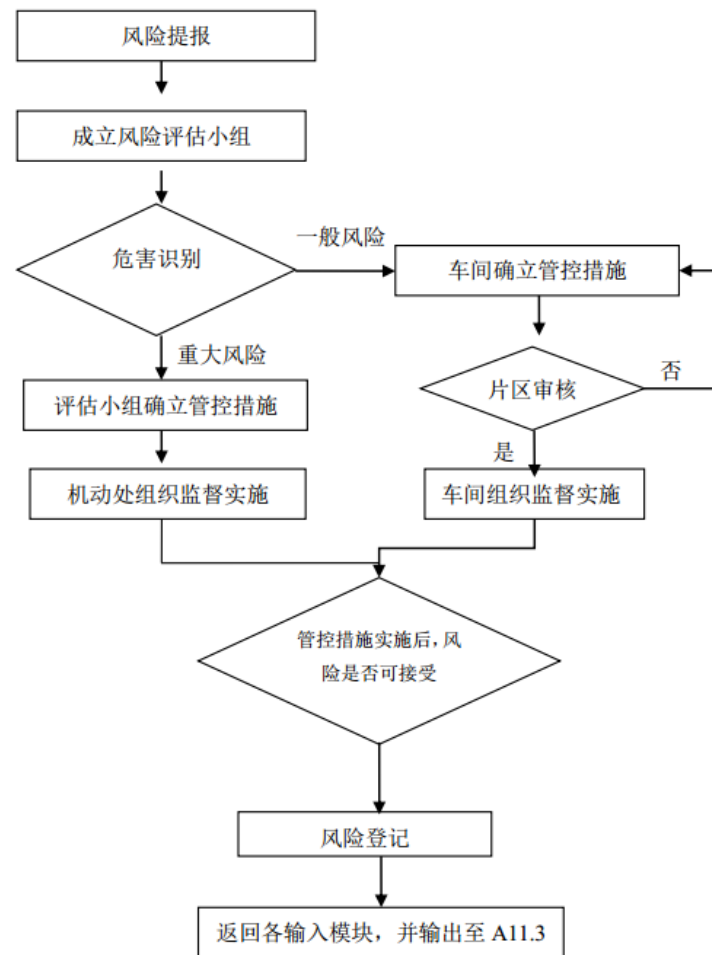 风险提报
成立风险评估小组
危害识别
一般风险
车间确立管控措施
重大风险
片区审核
否
评估小组确立管控措施
是
机动处组织监督实施
车间组织监督实施
管控措施实施后，风
险是否可接受
风险登记
返回各输入模块，并输出至 A11.3